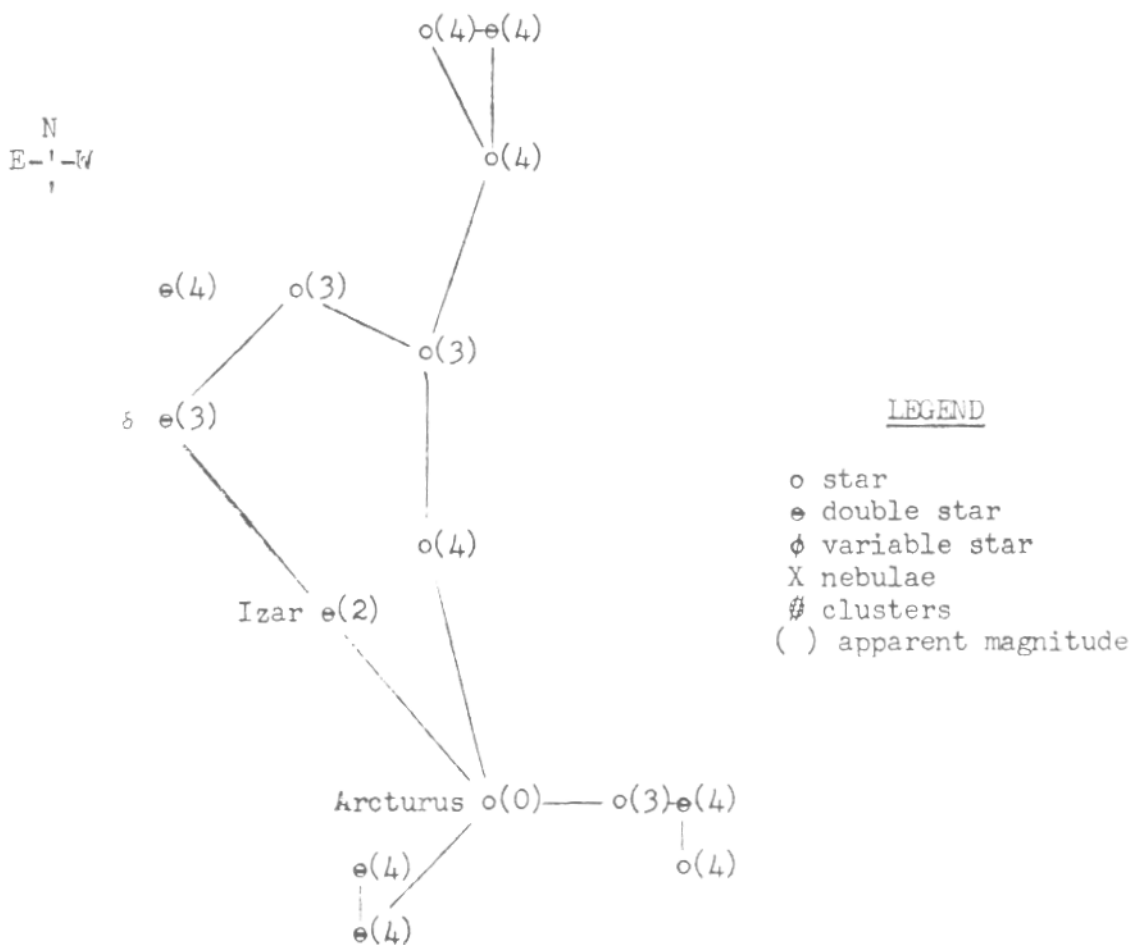 o(4)-ɵ(4)
N
E-'-W
'
o(4)
ɵ(4) o(3)
o(3)
δ ɵ(3)
LEGEND
o star
ɵ double star
ϕ variable star
o(4)
X nebulae
Izar ɵ(2)
# clusters
( ) apparent magnitude
Arcturus o(0) o(3)-ɵ(4)
ɵ(4) o(4)
ɵ(4)